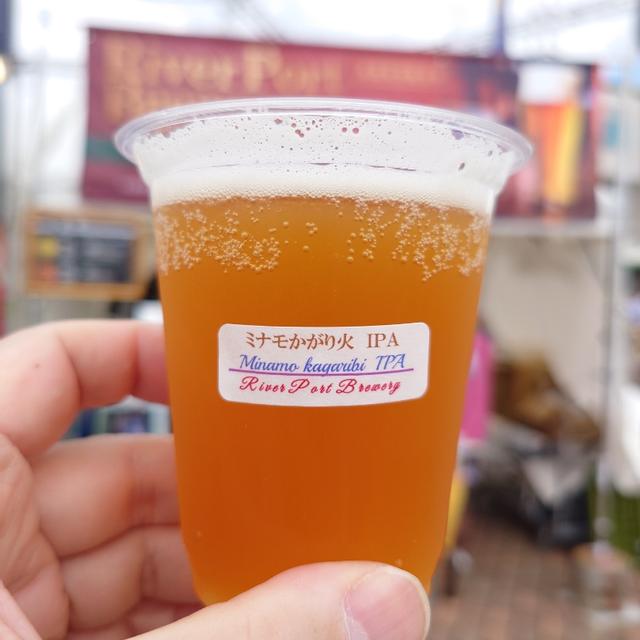 River Port
ミナモかがり火 IPA
Minamo kagaribi IPA
River Port Brewery